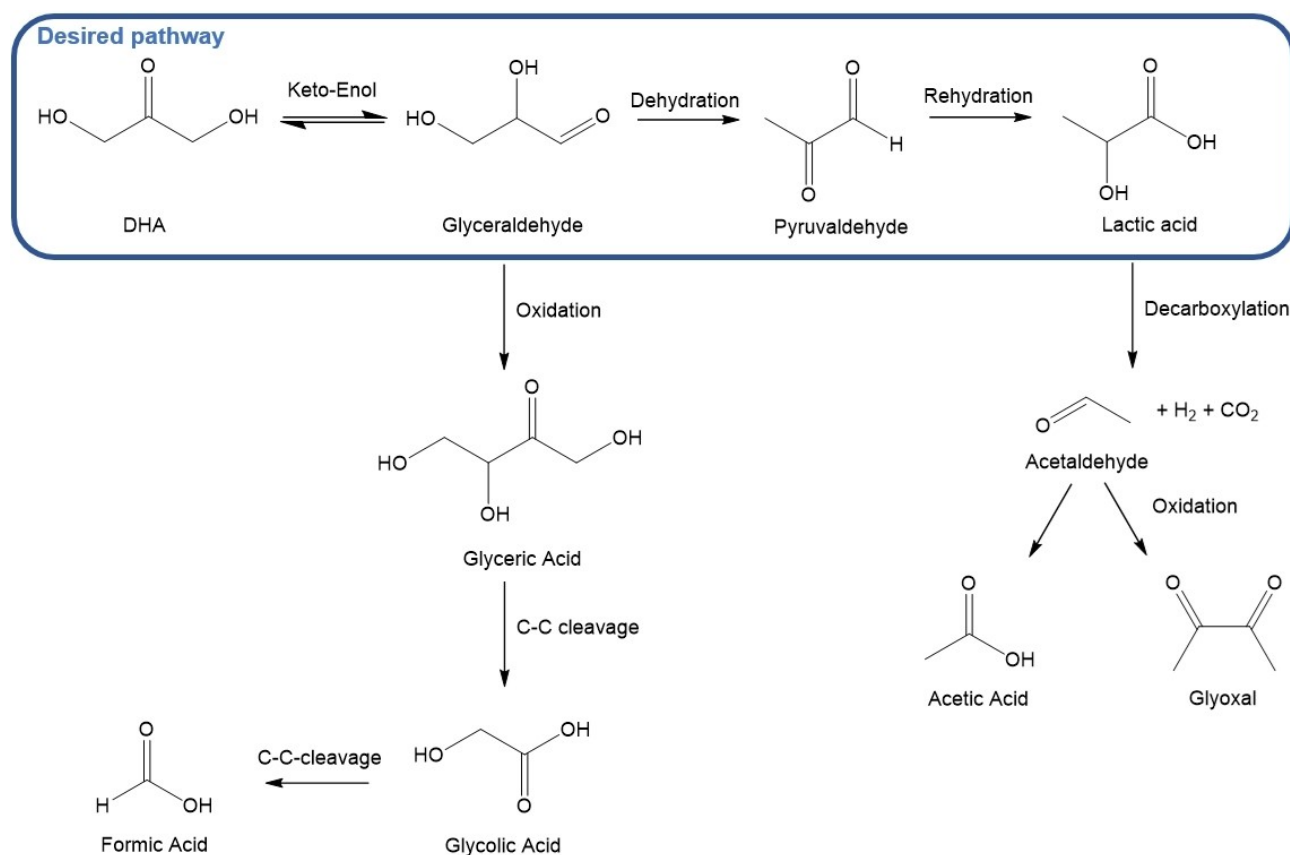 Desired pathway
O
HO
OH
DHA
Keto-Enol
OH
HO
O
Glyceraldehyde
Dehydration
O
H
O
Pyruvaldehyde
Rehydration
O
OH
OH
Lactic acid
Oxidation
O
HO
OH
OH
Glyceric Acid
C-C cleavage
HO
OH
O
Glycolic Acid
C-C-cleavage
O
H
OH
Formic Acid
Decarboxylation
O
+ H₂ + CO₂
Acetaldehyde
Oxidation
O
OH
Acetic Acid
O
O
Glyoxal